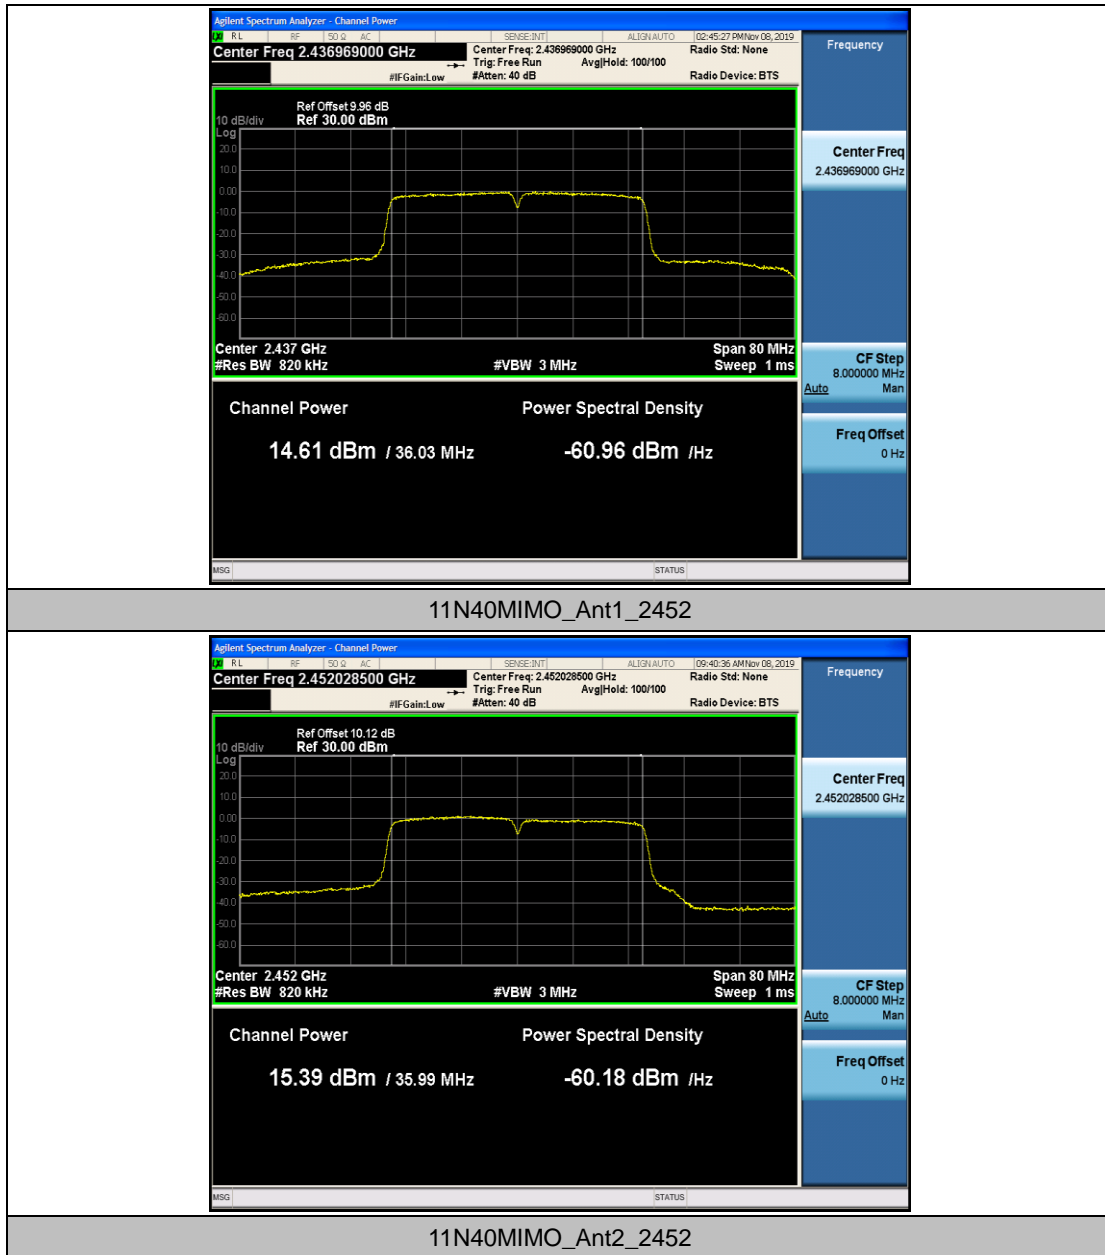 Agilent Spectrum Analyzer - Channel Power
RL RF 50 Ω AC SENSE:INT ALIGN AUTO 02:45:27 PM Nov 08, 2019
Center Freq 2.436969000 GHz
Center Freq: 2.436969000 GHz
Radio Std: None
Trig: Free Run Avg|Hold: 100/100
#IFGain:Low #Atten: 40 dB Radio Device: BTS
Frequency
Ref Offset 9.96 dB
10 dB/div Ref 30.00 dBm
Log
20.0
10.0
0.00
-10.0
-20.0
-30.0
-40.0
-50.0
-60.0
Center 2.437 GHz Span 80 MHz
#Res BW 820 kHz #VBW 3 MHz Sweep 1 ms
Center Freq
2.436969000 GHz
CF Step
8.000000 MHz
Auto Man
Freq Offset
0 Hz
Channel Power Power Spectral Density
14.61 dBm / 36.03 MHz -60.96 dBm /Hz
MSG STATUS
11N40MIMO_Ant1_2452
Agilent Spectrum Analyzer - Channel Power
RL RF 50 Ω AC SENSE:INT ALIGN AUTO 09:40:36 AM Nov 08, 2019
Center Freq 2.452028500 GHz
Center Freq: 2.452028500 GHz
Radio Std: None
Trig: Free Run Avg|Hold: 100/100
#IFGain:Low #Atten: 40 dB Radio Device: BTS
Frequency
Ref Offset 10.12 dB
10 dB/div Ref 30.00 dBm
Log
20.0
10.0
0.00
-10.0
-20.0
-30.0
-40.0
-50.0
-60.0
Center 2.452 GHz Span 80 MHz
#Res BW 820 kHz #VBW 3 MHz Sweep 1 ms
Center Freq
2.452028500 GHz
CF Step
8.000000 MHz
Auto Man
Freq Offset
0 Hz
Channel Power Power Spectral Density
15.39 dBm / 35.99 MHz -60.18 dBm /Hz
MSG STATUS
11N40MIMO_Ant2_2452